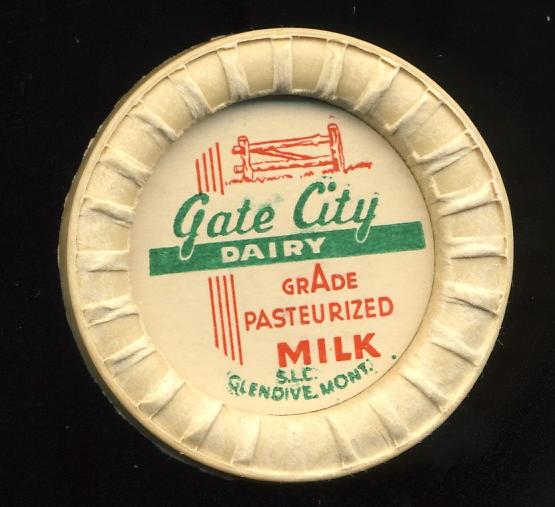 Gate City
DAIRY
GRADE
PASTEURIZED
MILK
S.L.C.
GLENDIVE, MONT.